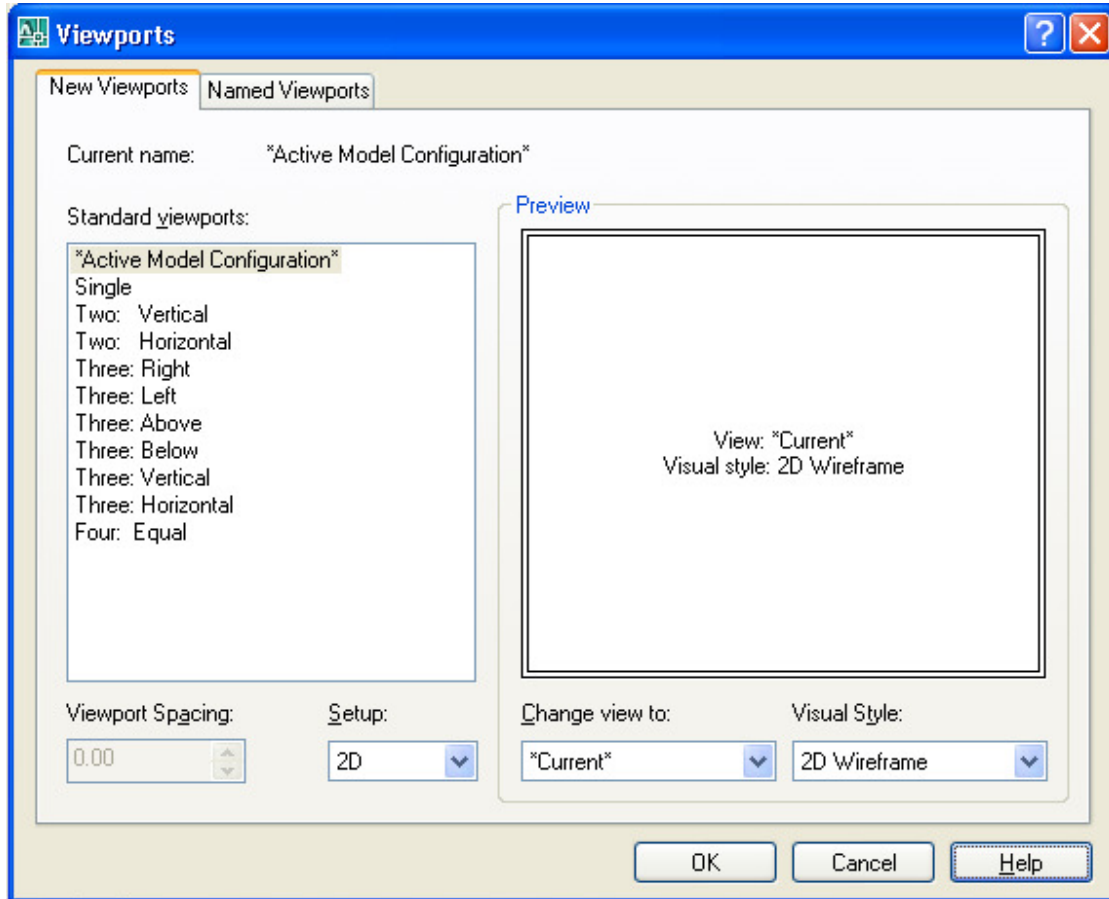 Viewports
New Viewports
Named Viewports
Current name: *Active Model Configuration*
Standard viewports:
*Active Model Configuration*
Single
Two: Vertical
Two: Horizontal
Three: Right
Three: Left
Three: Above
Three: Below
Three: Vertical
Three: Horizontal
Four: Equal
Preview
View: *Current*
Visual style: 2D Wireframe
Viewport Spacing:
0.00
Setup:
2D
Change view to:
*Current*
Visual Style:
2D Wireframe
OK
Cancel
Help